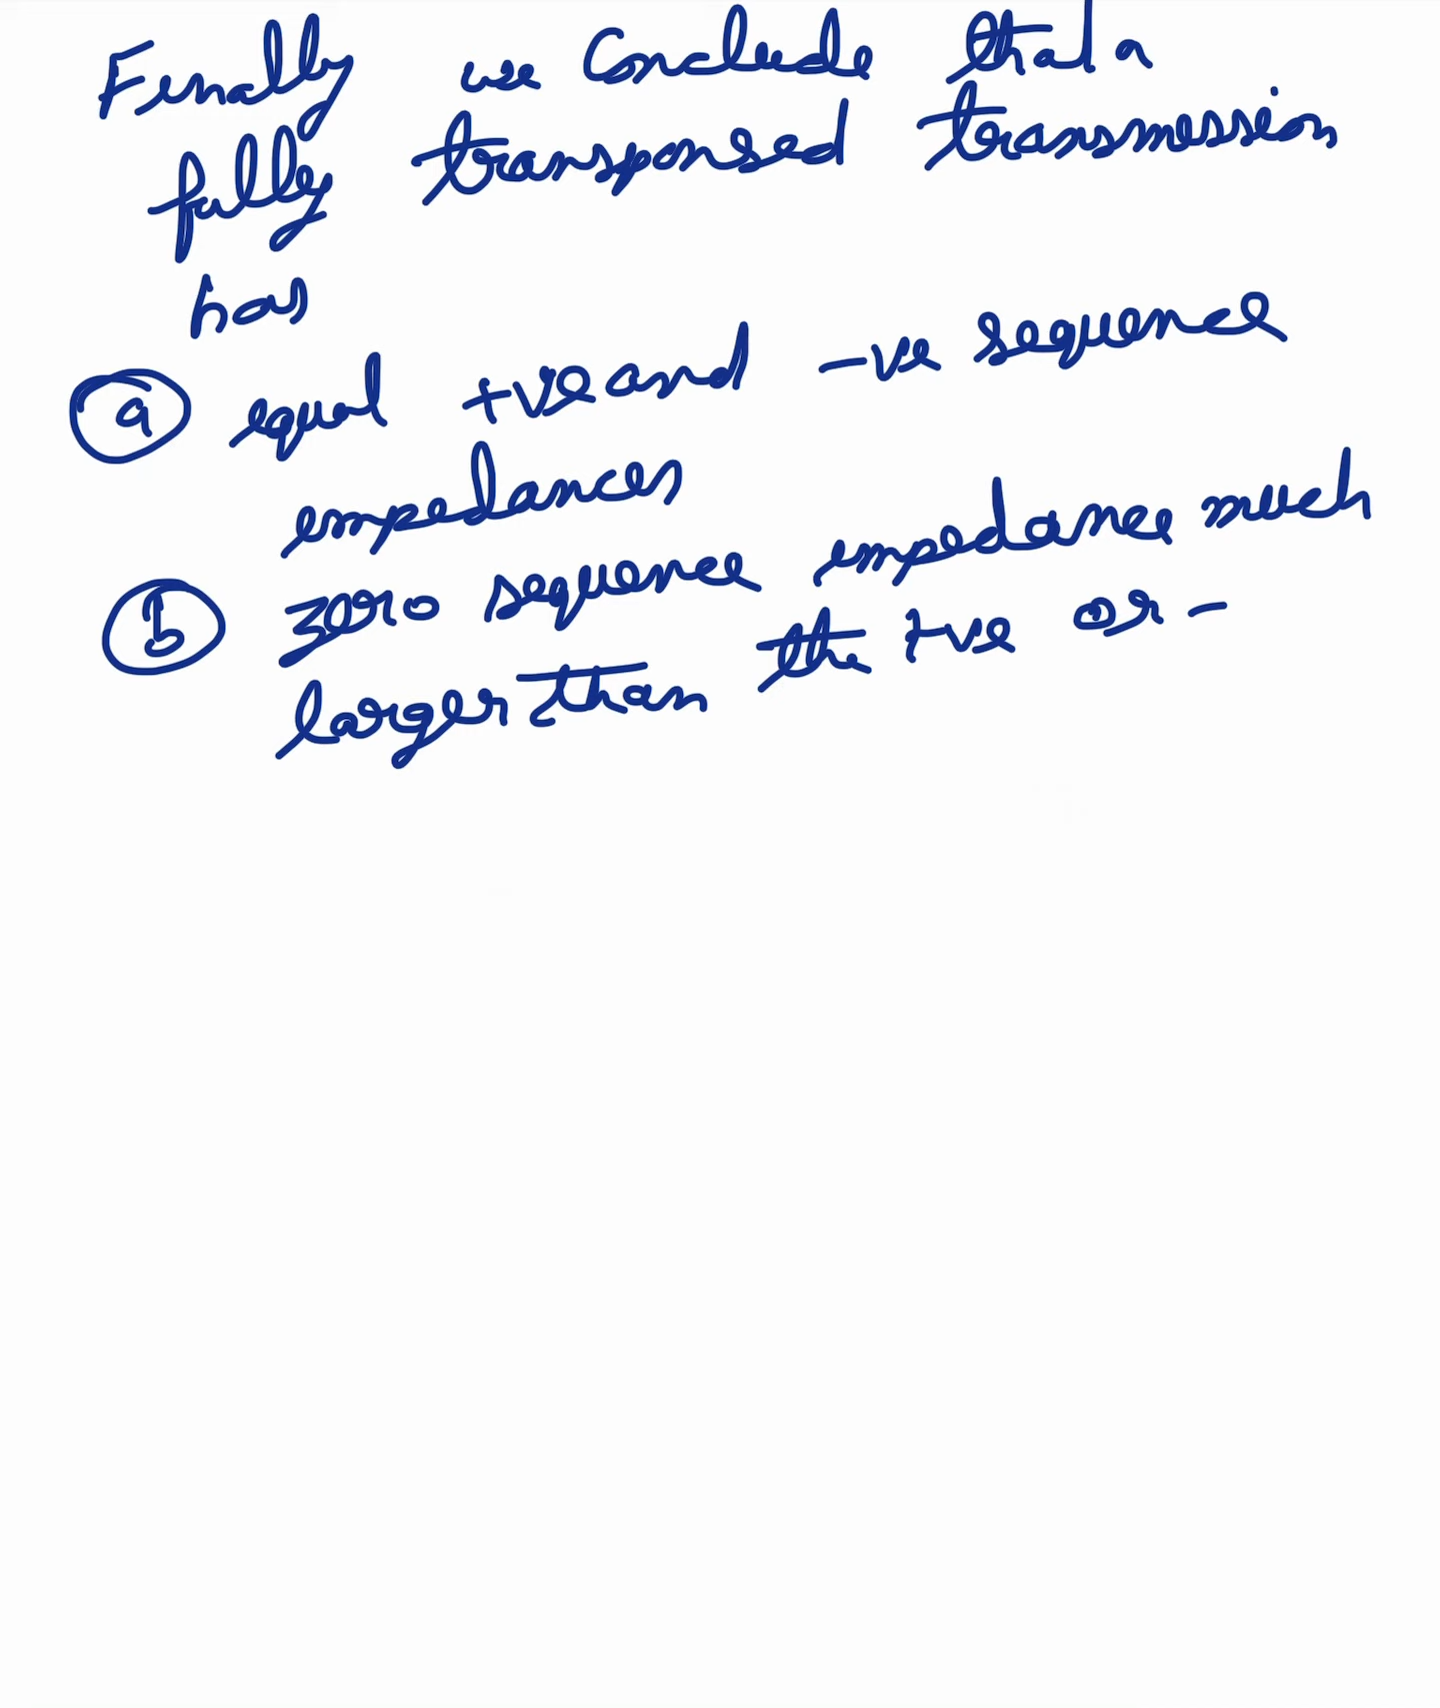 Finally we conclude that a
fully transponsed transmission
has
(a) equal +ve and -ve sequence
impedances
(b) zero sequence impedance much
larger than the +ve or -